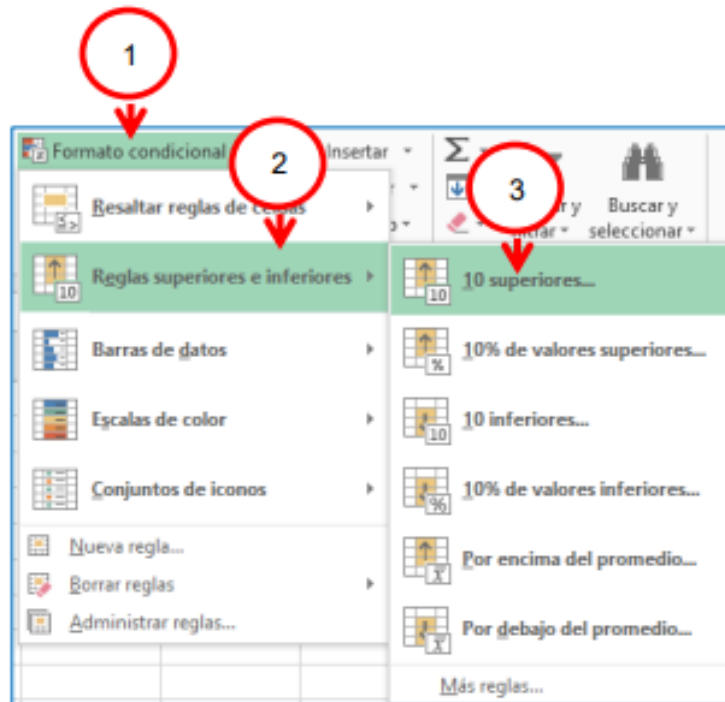 1
Formato condicional
2
Insertar
3
Buscar y
seleccionar
Resaltar reglas de celdas
Reglas superiores e inferiores
10
10 superiores...
10
Barras de datos
10% de valores superiores...
%
Escalas de color
10 inferiores...
10
Conjuntos de iconos
10% de valores inferiores...
%
Nueva regla...
Por encima del promedio...
Borrar reglas
Administrar reglas...
Por debajo del promedio...
Más reglas...